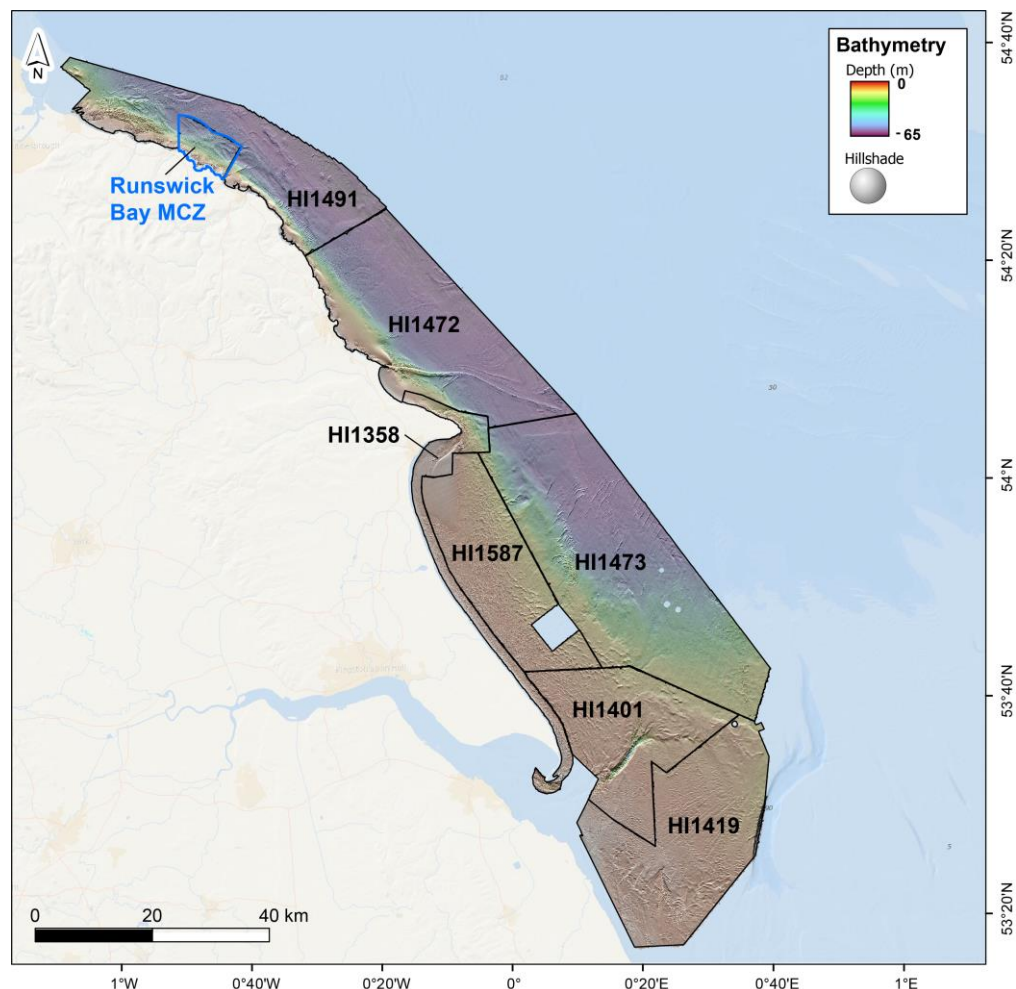 Bathymetry
Depth (m)
0
-65
Hillshade
N
Runswick
Bay MCZ
HI1491
HI1472
HI1358
HI1587
HI1473
HI1401
HI1419
0 20 40 km
54°40'N
54°20'N
54°N
53°40'N
53°20'N
1°W 0°40'W 0°20'W 0° 0°20'E 0°40'E 1°E